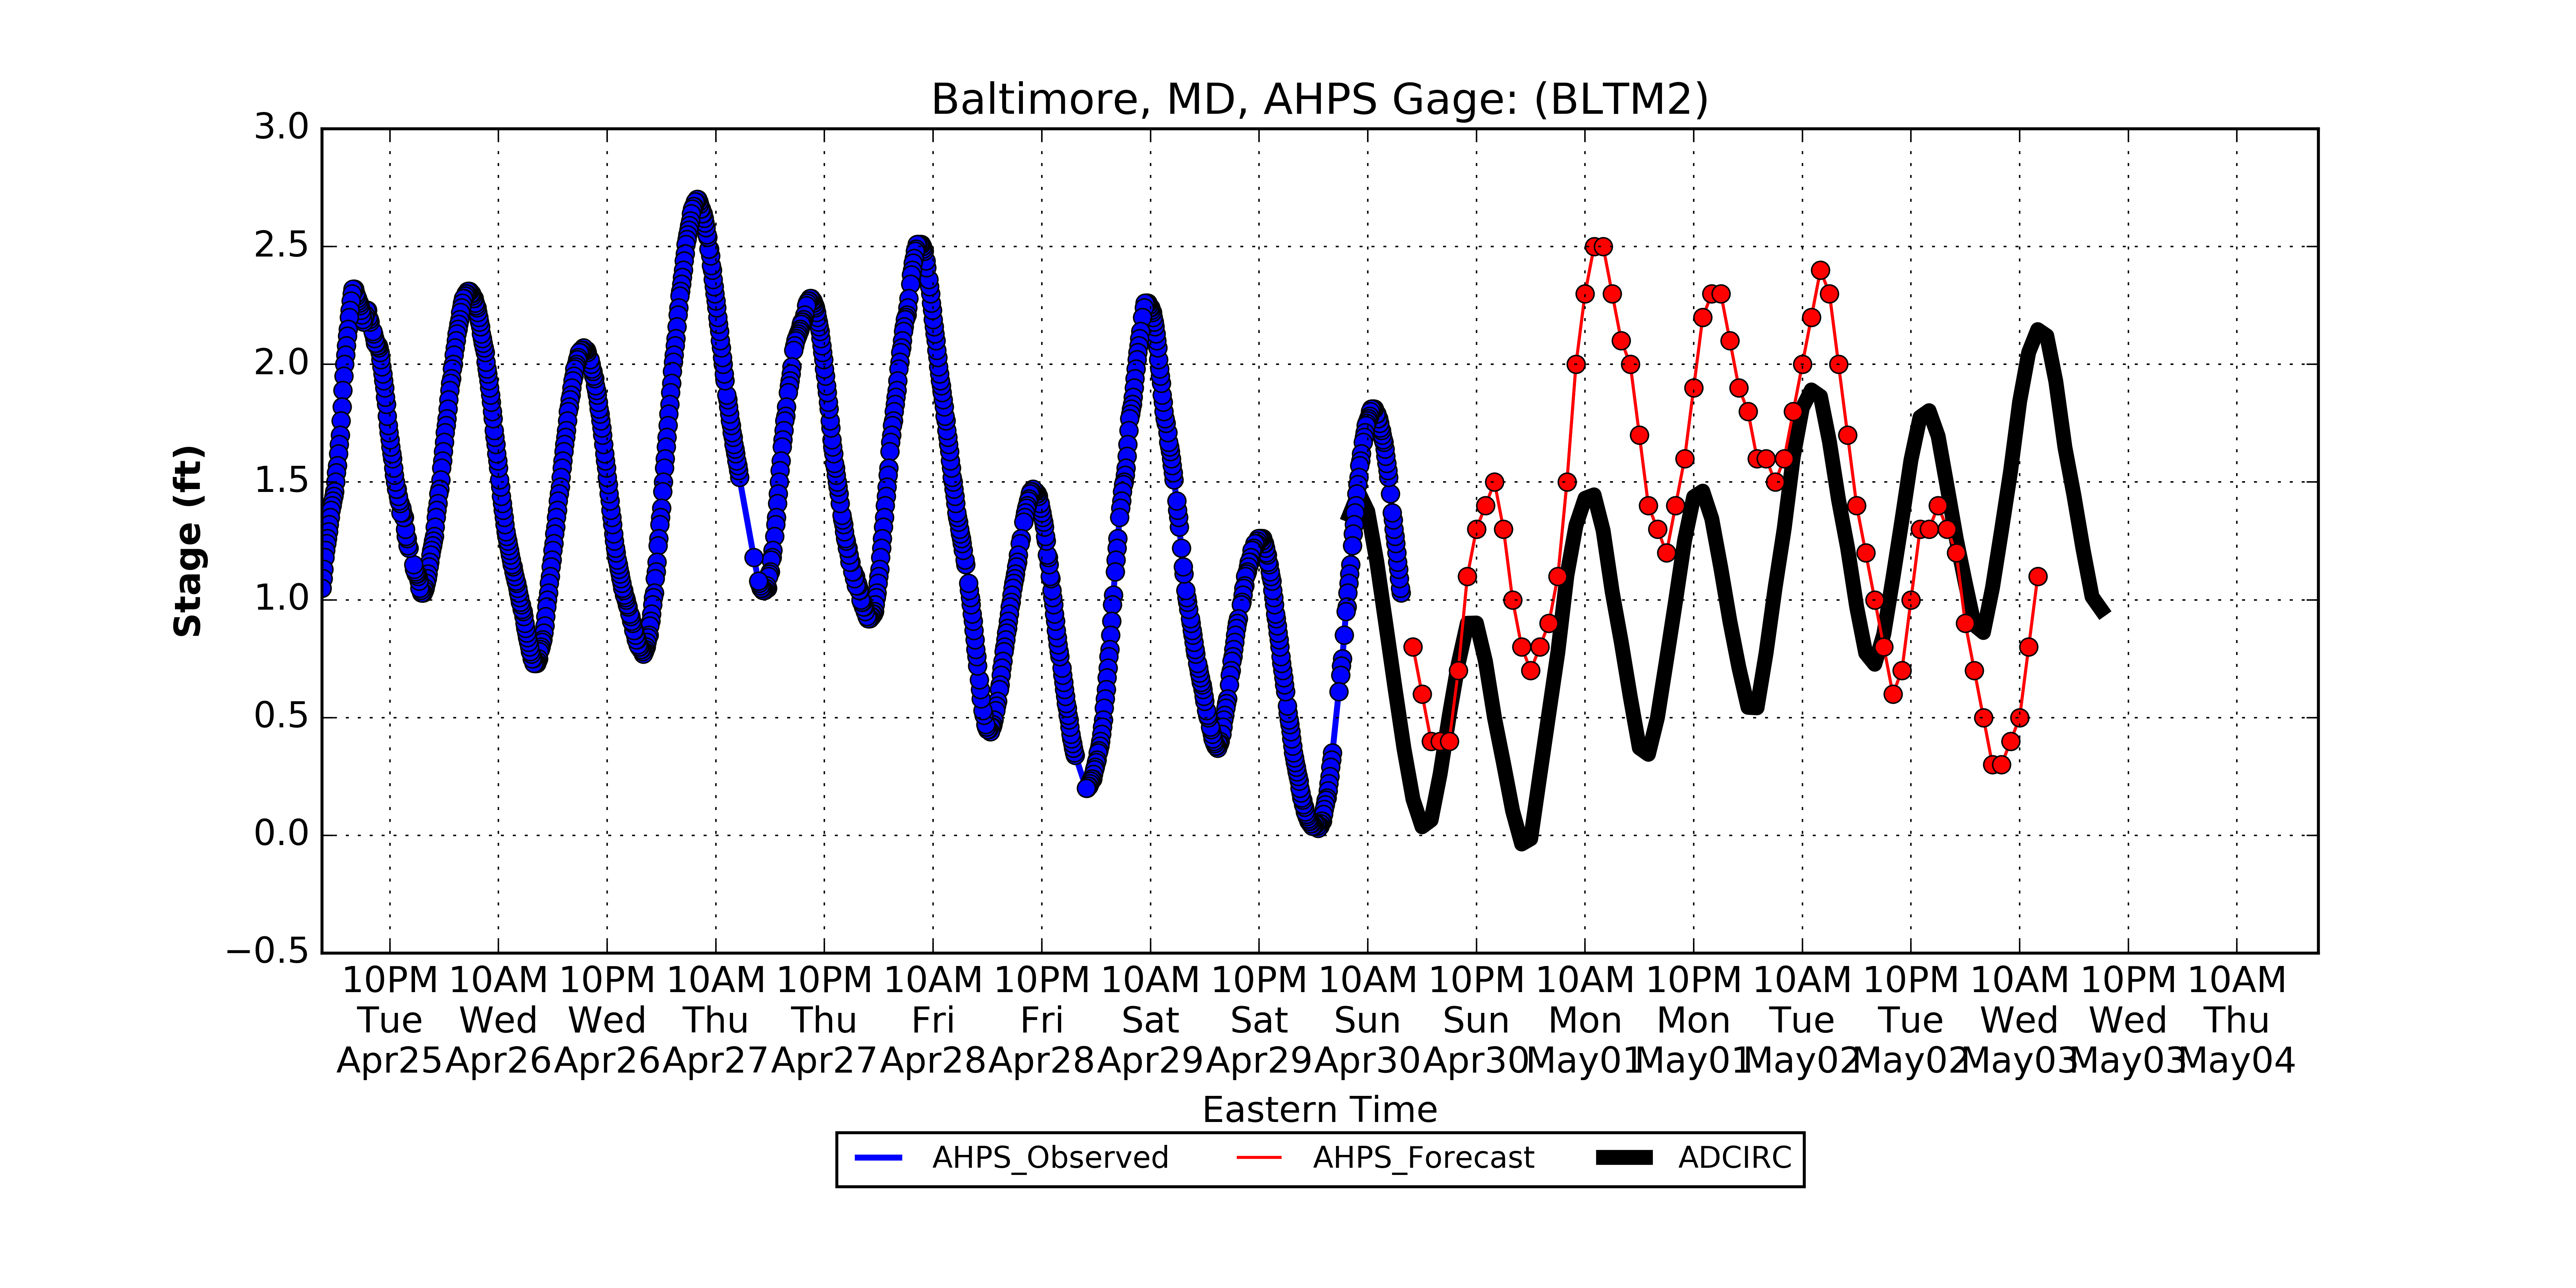 Baltimore, MD, AHPS Gage: (BLTM2)
3.0
2.5
2.0
1.5
1.0
0.5
0.0
−0.5
Stage (ft)
10PM 10AM 10PM 10AM 10PM 10AM 10PM 10AM 10PM 10AM 10PM 10AM 10PM 10AM 10PM 10AM 10PM 10AM
Tue Wed Wed Thu Thu Fri Fri Sat Sat Sun Sun Mon Mon Tue Tue Wed Wed Thu
Apr25 Apr26 Apr26 Apr27 Apr27 Apr28 Apr28 Apr29 Apr29 Apr30 Apr30 May01 May01 May02 May02 May03 May03 May04
Eastern Time
AHPS_Observed AHPS_Forecast ADCIRC